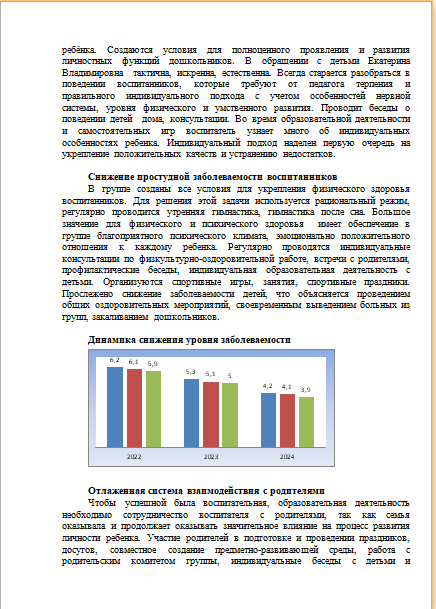 ребёнка. Создаются условия для полноценного проявления и развития
личностных функций дошкольников. В обращении с детьми Екатерина
Владимировна тактична, искренна, естественна. Всегда старается разобраться в
поведении воспитанников, которые требуют от педагога терпения и
правильного индивидуального подхода с учетом особенностей нервной
системы, уровня физического и умственного развития. Проводит беседы о
поведении детей дома, консультации. Во время образовательной деятельности
и самостоятельных игр воспитатель узнает много об индивидуальных
особенностях ребенка. Индивидуальный подход наделен первую очередь на
укрепление положительных качеств и устранению недостатков.
Снижение простудной заболеваемости воспитанников
В группе созданы все условия для укрепления физического здоровья
воспитанников. Для решения этой задачи используется рациональный режим,
регулярно проводится утренняя гимнастика, гимнастика после сна. Большое
значение для физического и психического здоровья имеет обеспечение в
группе благоприятного психического климата, эмоционально положительного
отношения к каждому ребенка. Регулярно проводятся индивидуальные
консультации по физкультурно-оздоровительной работе, встречи с родителями,
профилактические беседы, индивидуальная образовательная деятельность с
детьми. Организуются спортивные игры, занятия, спортивные праздники.
Прослежено снижение заболеваемости детей, что объясняется проведением
общих оздоровительных мероприятий, своевременным выведением больных из
групп, закаливанием дошкольников.
Динамика снижения уровня заболеваемости
6,2 6,1 5,9
5,3 5,1 5
4,2 4,1 3,9
2022 2023 2024
Отлаженная система взаимодействия с родителями
Чтобы успешной была воспитательная, образовательная деятельность
необходимо сотрудничество воспитателя с родителями, так как семья
оказывала и продолжает оказывать значительное влияние на процесс развития
личности ребенка. Участие родителей в подготовке и проведении праздников,
досугов, совместное создание предметно-развивающей среды, работа с
родительским комитетом группы, индивидуальные беседы с детьми и